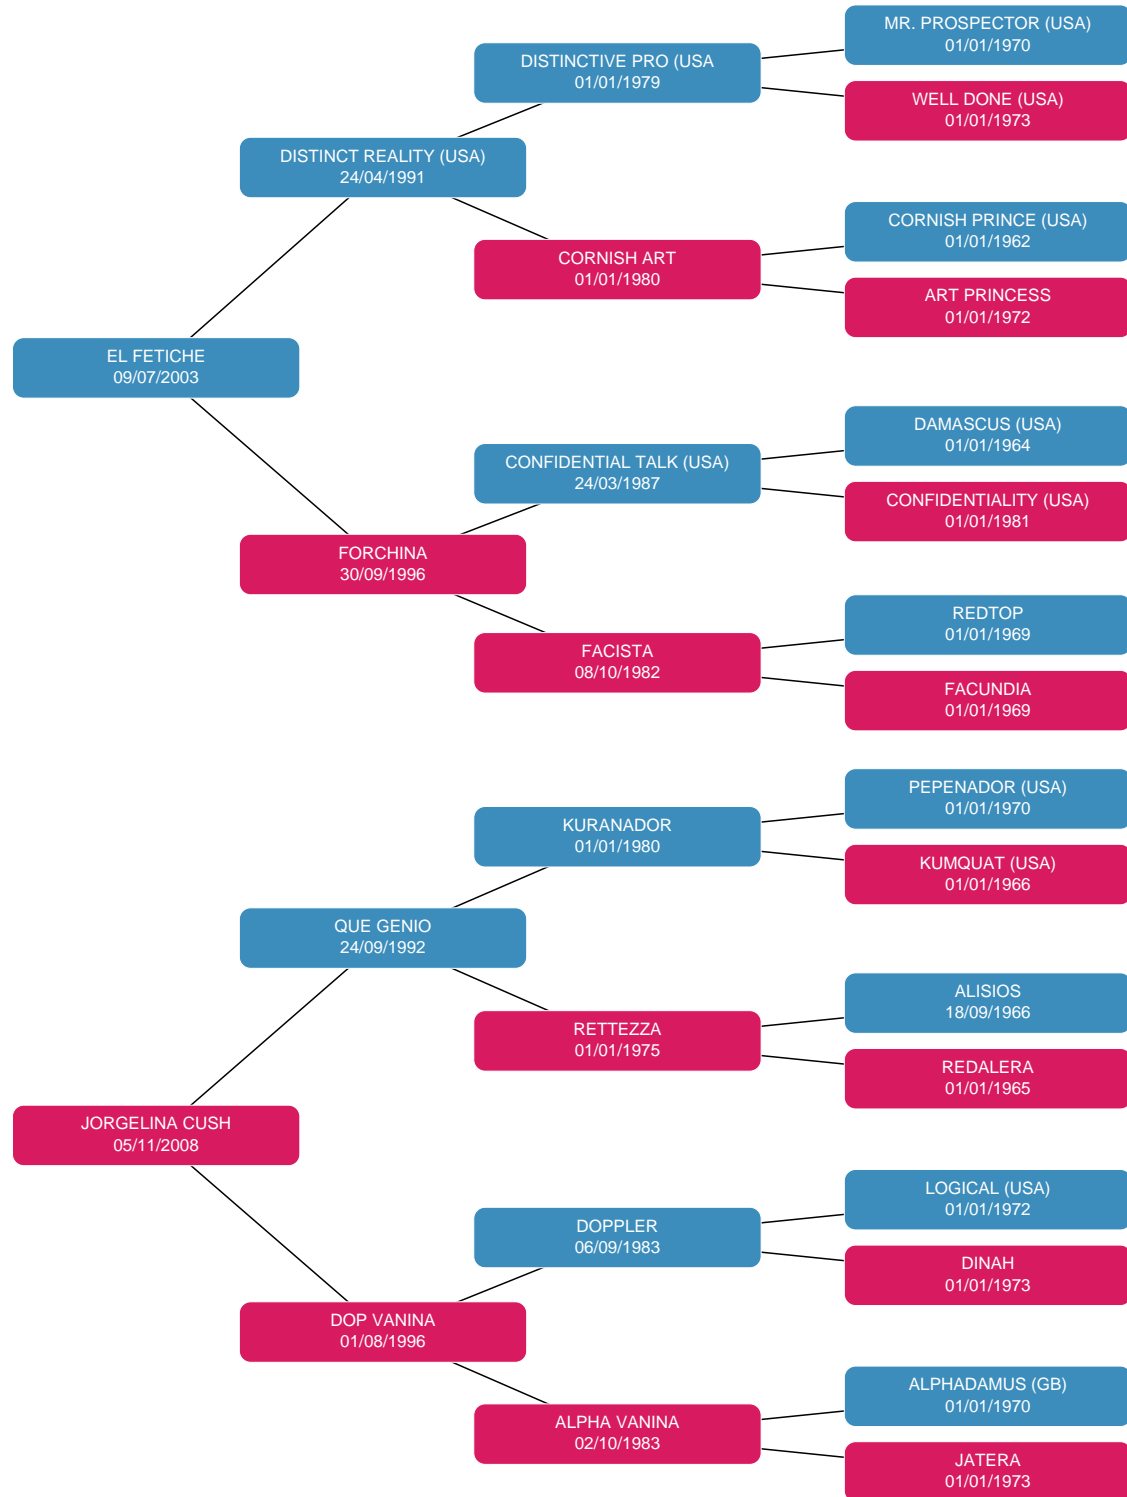 MR. PROSPECTOR (USA)
01/01/1970
DISTINCTIVE PRO (USA
01/01/1979
WELL DONE (USA)
01/01/1973
DISTINCT REALITY (USA)
24/04/1991
CORNISH PRINCE (USA)
01/01/1962
CORNISH ART
01/01/1980
ART PRINCESS
01/01/1972
EL FETICHE
09/07/2003
DAMASCUS (USA)
01/01/1964
CONFIDENTIAL TALK (USA)
24/03/1987
CONFIDENTIALITY (USA)
01/01/1981
FORCHINA
30/09/1996
REDTOP
01/01/1969
FACISTA
08/10/1982
FACUNDIA
01/01/1969
PEPENADOR (USA)
01/01/1970
KURANADOR
01/01/1980
KUMQUAT (USA)
01/01/1966
QUE GENIO
24/09/1992
ALISIOS
18/09/1966
RETTEZZA
01/01/1975
REDALERA
01/01/1965
JORGELINA CUSH
05/11/2008
LOGICAL (USA)
01/01/1972
DOPPLER
06/09/1983
DINAH
01/01/1973
DOP VANINA
01/08/1996
ALPHADAMUS (GB)
01/01/1970
ALPHA VANINA
02/10/1983
JATERA
01/01/1973